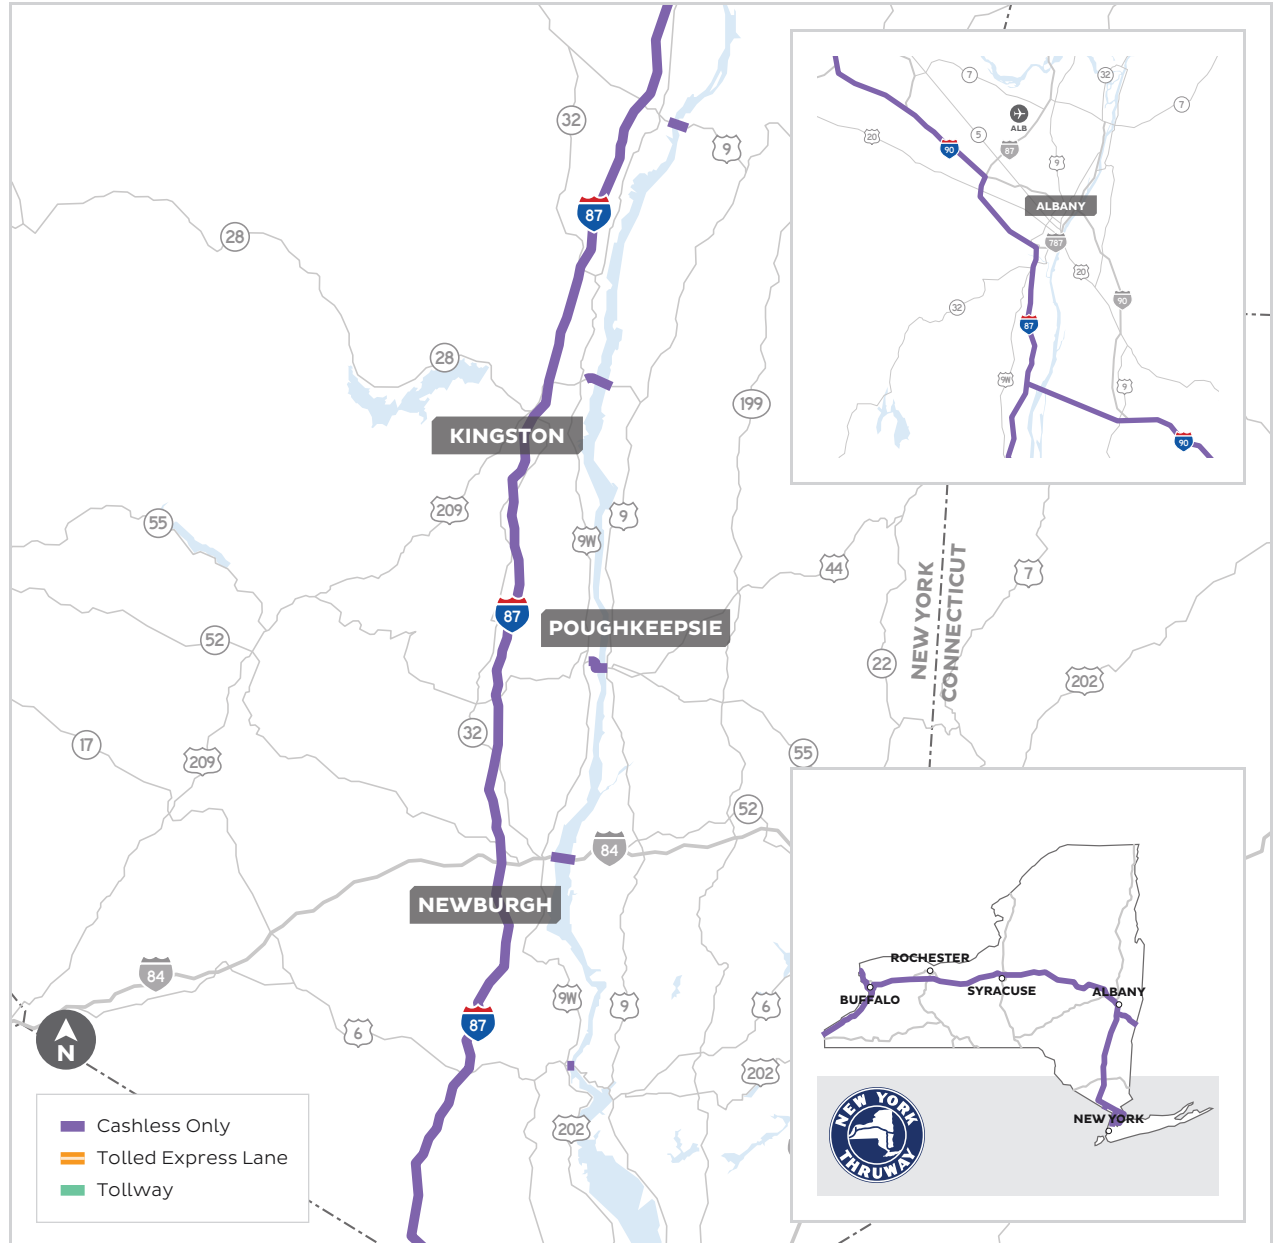 32
9
87
28
28
KINGSTON
199
209
55
9W
9
44
7
87
POUGHKEEPSIE
52
22
NEW YORK
CONNECTICUT
202
32
17
209
55
52
84
NEWBURGH
84
9W
9
6
87
6
202
202
N
Cashless Only
Tolled Express Lane
Tollway
7
32
7
ALB
20
5
87
90
9
ALBANY
787
20
90
32
87
9W
9
90
ROCHESTER
BUFFALO
SYRACUSE
ALBANY
NEW YORK
NEW YORK
THRUWAY